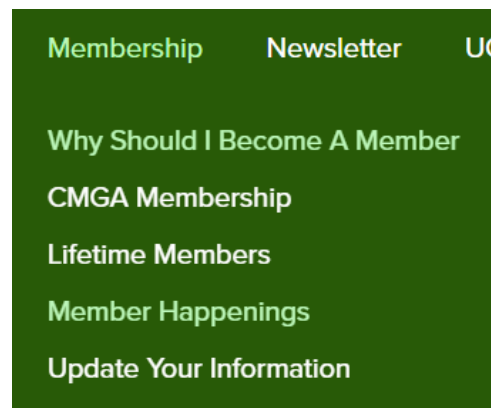 Membership Newsletter
Why Should I Become A Member
CMGA Membership
Lifetime Members
Member Happenings
Update Your Information